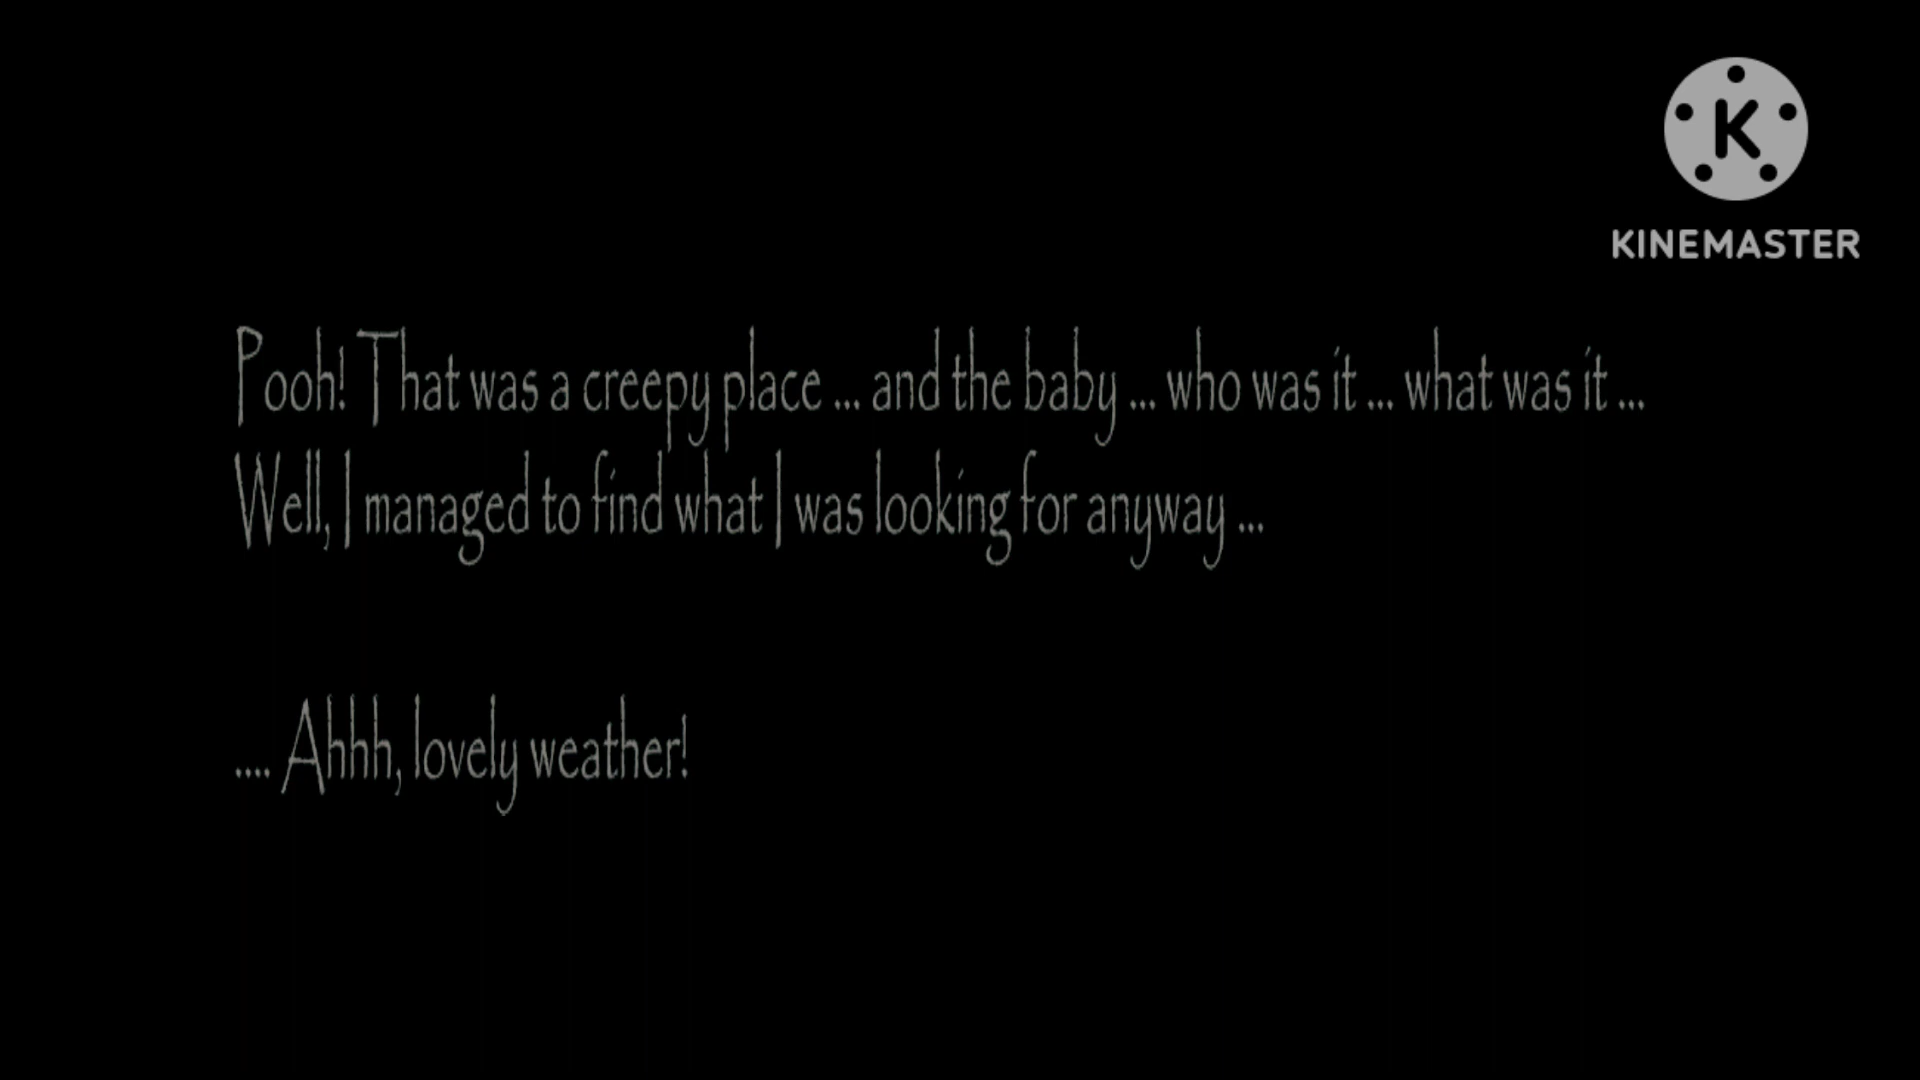 K
KINEMASTER
Pooh! That was a creepy place ... and the baby ... who was it ... what was it ...
Well, I managed to find what I was looking for anyway ...
.... Ahhh, lovely weather!